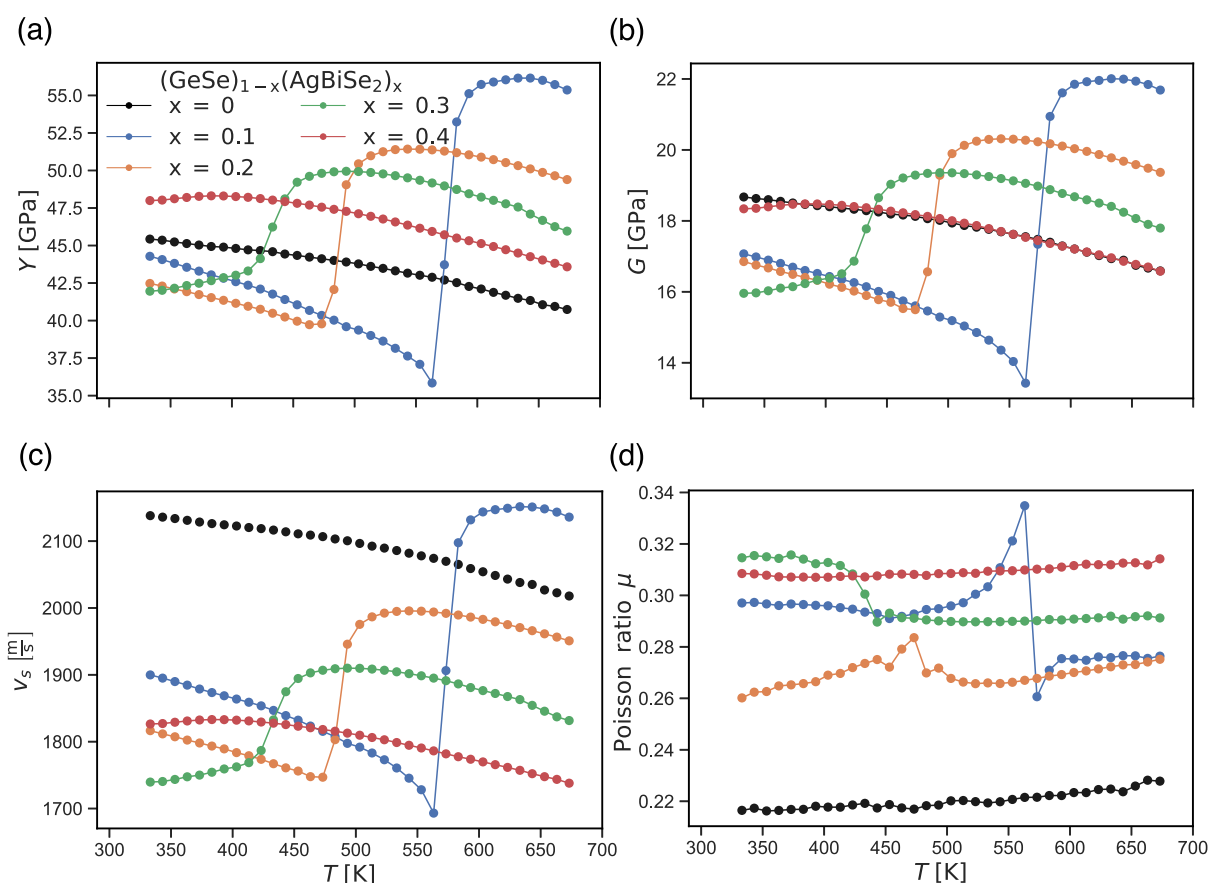 (a)
(b)
(GeSe)₁₋ₓ(AgBiSe₂)ₓ
x = 0
x = 0.1
x = 0.2
x = 0.3
x = 0.4
Y [GPa]
55.0
52.5
50.0
47.5
45.0
42.5
40.0
37.5
35.0
G [GPa]
22
20
18
16
14
(c)
(d)
vₛ [m/s]
2100
2000
1900
1800
1700
300 350 400 450 500 550 600 650 700
T [K]
Poisson ratio μ
0.34
0.32
0.30
0.28
0.26
0.24
0.22
300 350 400 450 500 550 600 650 700
T [K]